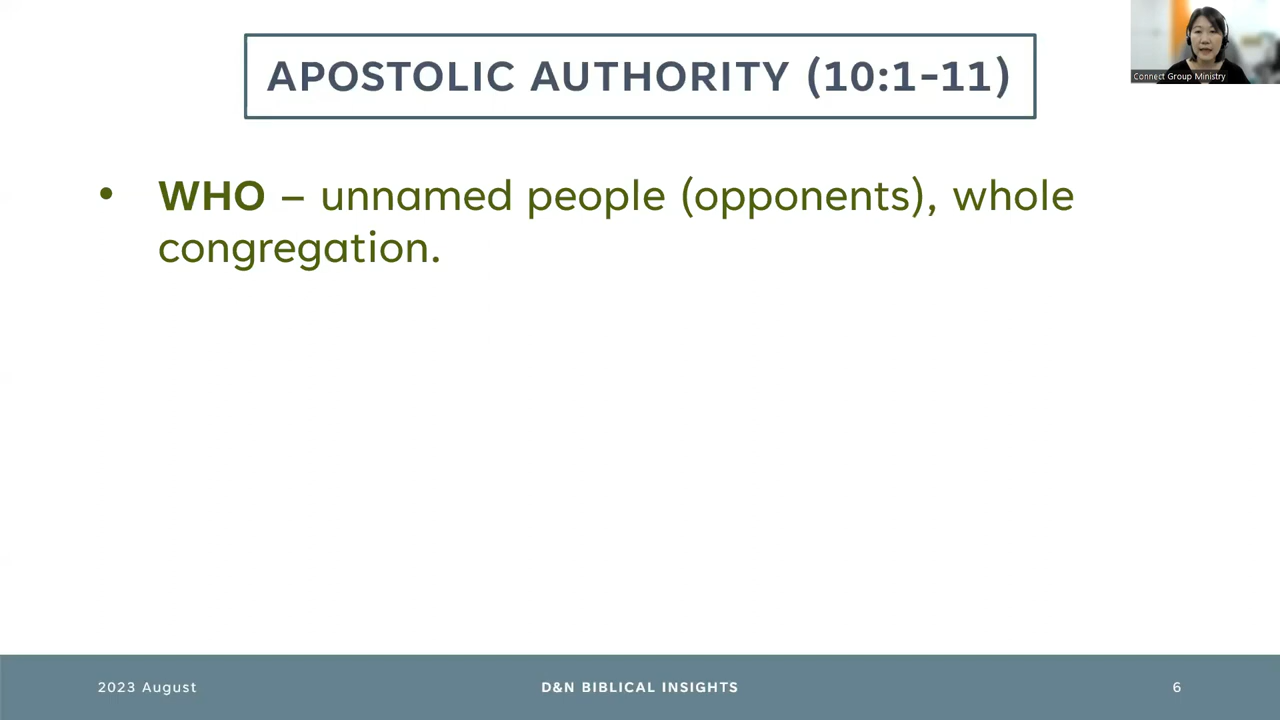 APOSTOLIC AUTHORITY (10:1-11)
Connect Group Ministry
• WHO – unnamed people (opponents), whole
congregation.
2023 August
D&N BIBLICAL INSIGHTS
6